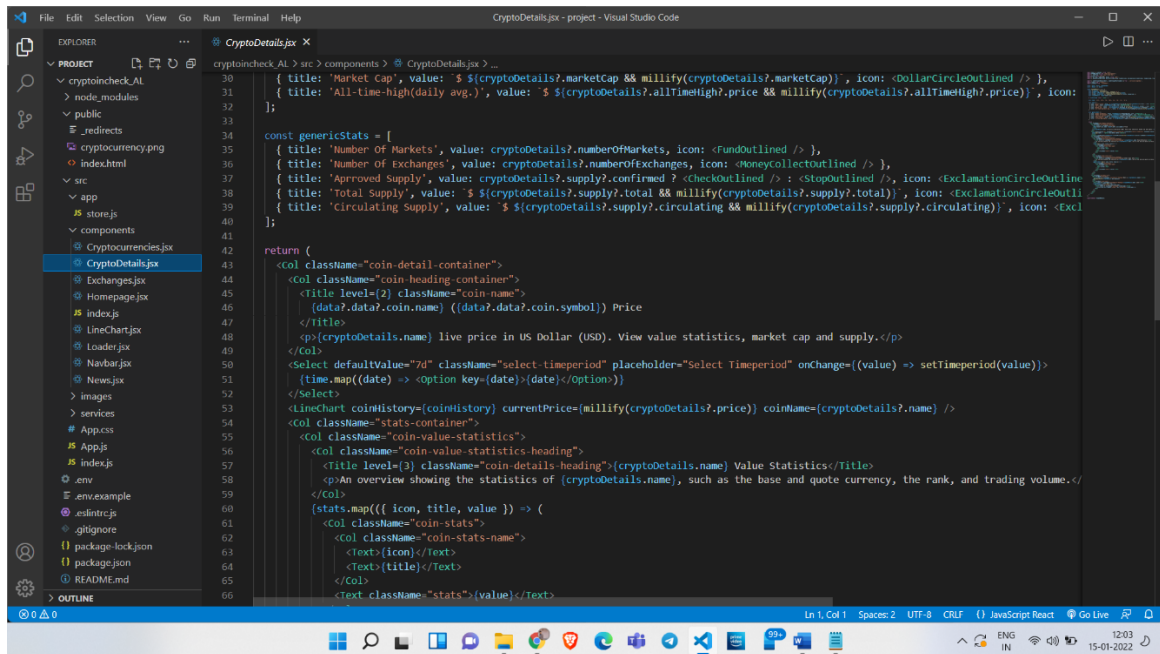 File Edit Selection View Go Run Terminal Help CryptoDetails.jsx - project - Visual Studio Code
EXPLORER
PROJECT
cryptoincheck_AL
node_modules
public
_redirects
cryptocurrency.png
index.html
src
app
store.js
components
Cryptocurrencies.jsx
CryptoDetails.jsx
Exchanges.jsx
Homepage.jsx
index.js
LineChart.jsx
Loader.jsx
Navbar.jsx
News.jsx
images
services
App.css
App.js
index.js
.env
.env.example
.eslintrc.js
.gitignore
package-lock.json
package.json
README.md
OUTLINE
CryptoDetails.jsx
cryptoincheck_AL > src > components > CryptoDetails.jsx > ...
30 { title: 'Market Cap', value: `$ ${cryptoDetails?.marketCap && millify(cryptoDetails?.marketCap)}`, icon: <DollarCircleOutlined /> },
31 { title: 'All-time-high(daily avg.)', value: `$ ${cryptoDetails?.allTimeHigh?.price && millify(cryptoDetails?.allTimeHigh?.price)}`, icon:
32 ];
33
34 const genericStats = [
35 { title: 'Number Of Markets', value: cryptoDetails?.numberOfMarkets, icon: <FundOutlined /> },
36 { title: 'Number Of Exchanges', value: cryptoDetails?.numberOfExchanges, icon: <MoneyCollectOutlined /> },
37 { title: 'Aprroved Supply', value: cryptoDetails?.supply?.confirmed ? <CheckOutlined /> : <StopOutlined />, icon: <ExclamationCircleOutline
38 { title: 'Total Supply', value: `$ ${cryptoDetails?.supply?.total && millify(cryptoDetails?.supply?.total)}`, icon: <ExclamationCircleOutli
39 { title: 'Circulating Supply', value: `$ ${cryptoDetails?.supply?.circulating && millify(cryptoDetails?.supply?.circulating)}`, icon: <Excl
40 ];
41
42 return (
43 <Col className="coin-detail-container">
44 <Col className="coin-heading-container">
45 <Title level={2} className="coin-name">
46 {data?.data?.coin.name} ({data?.data?.coin.symbol}) Price
47 </Title>
48 <p>{cryptoDetails.name} live price in US Dollar (USD). View value statistics, market cap and supply.</p>
49 </Col>
50 <Select defaultValue="7d" className="select-timeperiod" placeholder="Select Timeperiod" onChange={(value) => setTimeperiod(value)}>
51 {time.map((date) => <Option key={date}>{date}</Option>)}
52 </Select>
53 <LineChart coinHistory={coinHistory} currentPrice={millify(cryptoDetails?.price)} coinName={cryptoDetails?.name} />
54 <Col className="stats-container">
55 <Col className="coin-value-statistics">
56 <Col className="coin-value-statistics-heading">
57 <Title level={3} className="coin-details-heading">{cryptoDetails.name} Value Statistics</Title>
58 <p>An overview showing the statistics of {cryptoDetails.name}, such as the base and quote currency, the rank, and trading volume.</
59 </Col>
60 {stats.map(({ icon, title, value }) => (
61 <Col className="coin-stats">
62 <Col className="coin-stats-name">
63 <Text>{icon}</Text>
64 <Text>{title}</Text>
65 </Col>
66 <Text className="stats">{value}</Text>
0 0 Ln 1, Col 1 Spaces: 2 UTF-8 CRLF {} JavaScript React Go Live
99+
ENG
IN
12:03
15-01-2022